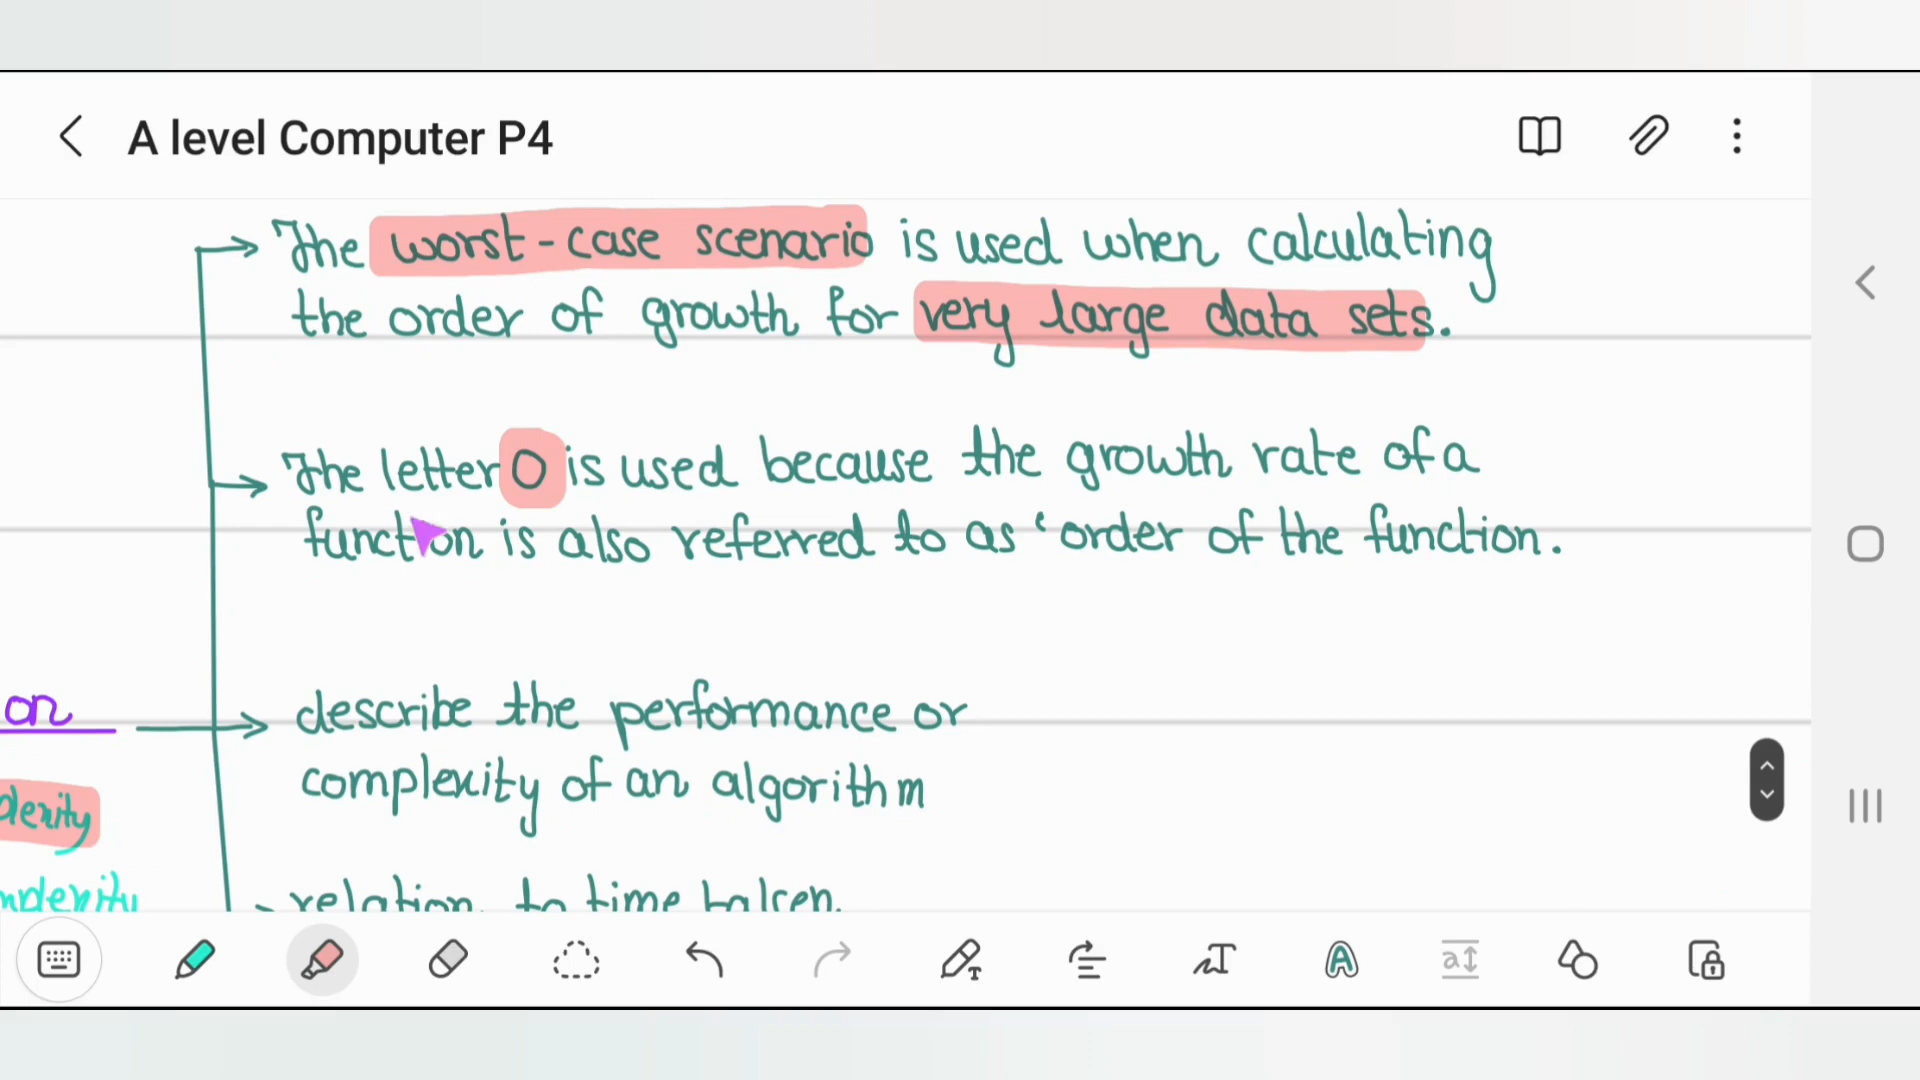 A level Computer P4
The worst-case scenario is used when calculating
the order of growth for very large data sets.
The letter O is used because the growth rate of a
function is also referred to as 'order of the function.
on
describe the performance or
complexity of an algorithm
relation to time taken.